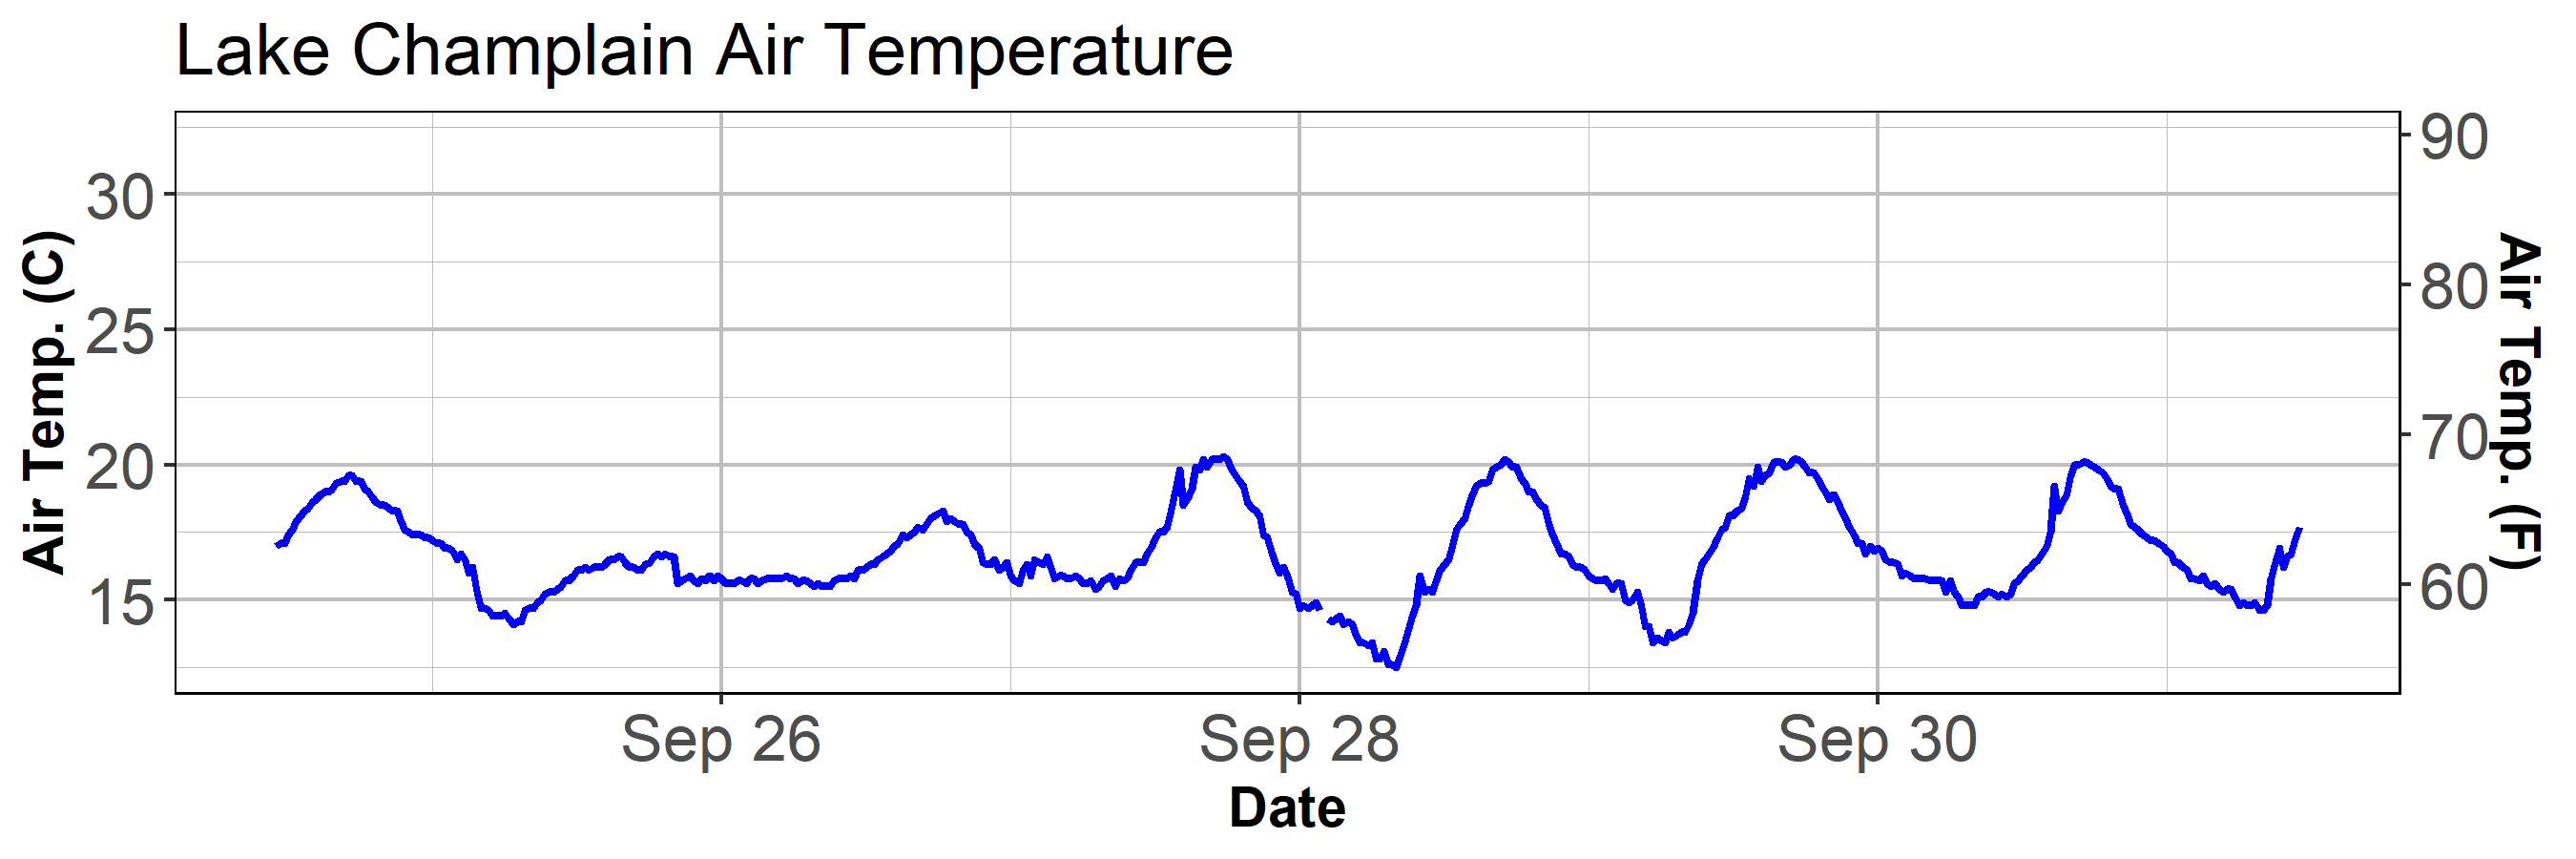 Lake Champlain Air Temperature
Air Temp. (C)
30
25
20
15
90
80
70
60
Air Temp. (F)
Sep 26
Sep 28
Sep 30
Date